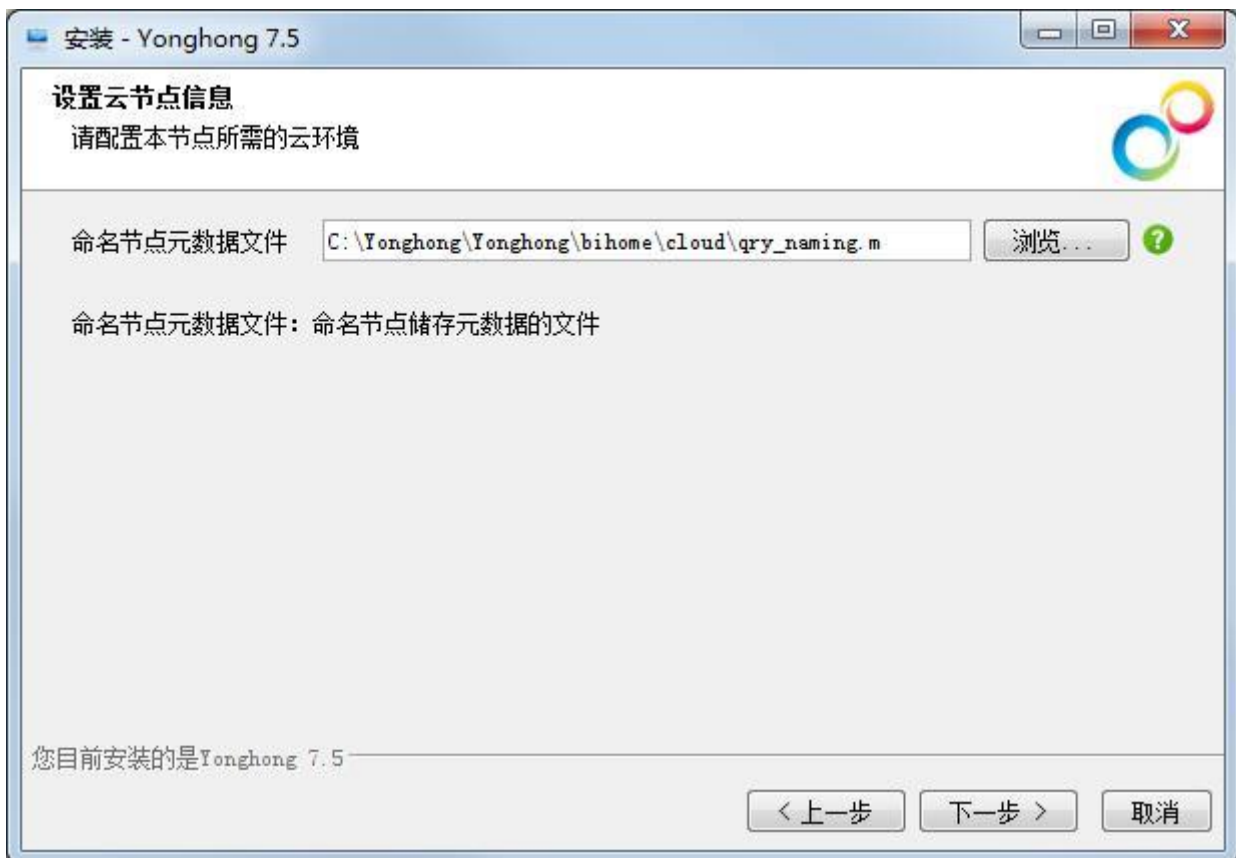 安装 - Yonghong 7.5
设置云节点信息
请配置本节点所需的云环境
命名节点元数据文件 C:\Yonghong\Yonghong\bihome\cloud\qry_naming.m 浏览... ?
命名节点元数据文件：命名节点储存元数据的文件
您目前安装的是Yonghong 7.5
< 上一步 下一步 > 取消